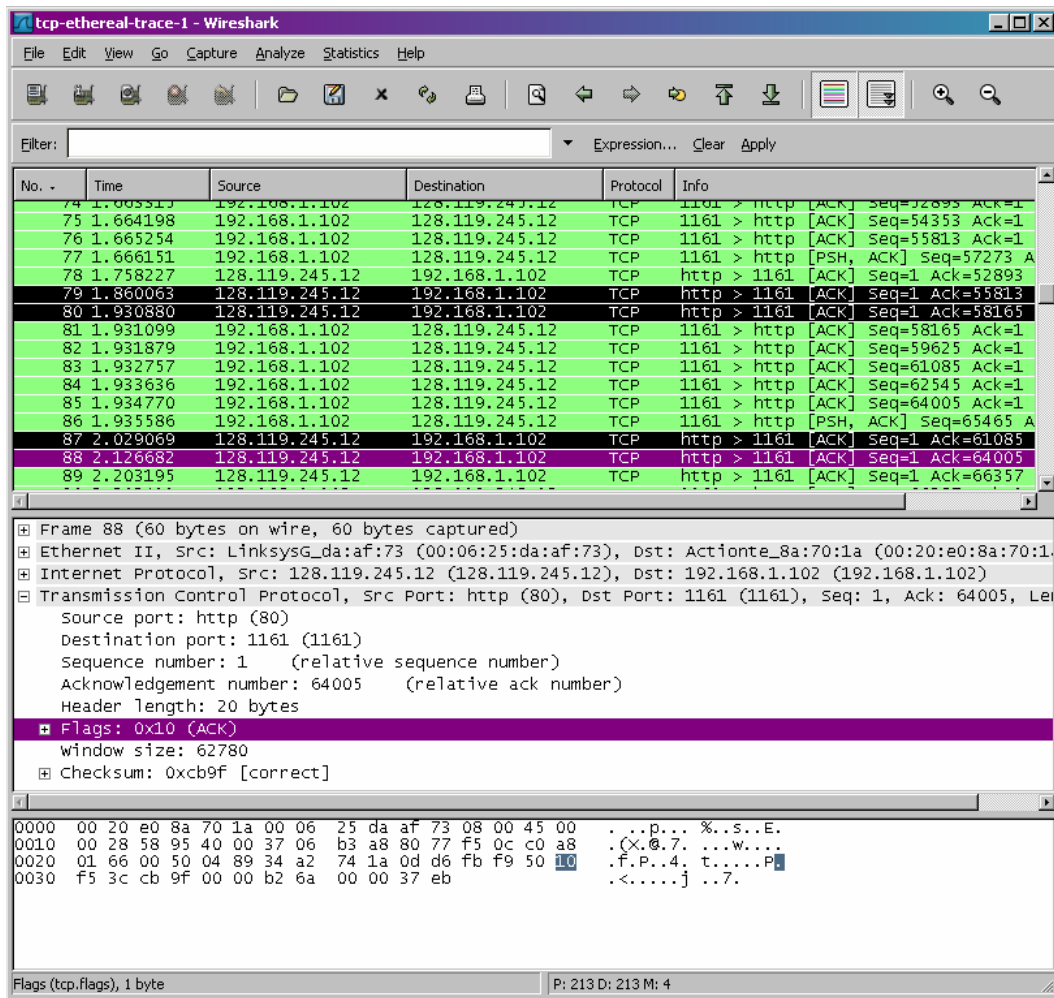 tcp-ethereal-trace-1 - Wireshark
File Edit View Go Capture Analyze Statistics Help
Filter: Expression... Clear Apply
No. Time Source Destination Protocol Info
74 1.663315 192.168.1.102 128.119.245.12 TCP 1161 > http [ACK] Seq=52893 Ack=1
75 1.664198 192.168.1.102 128.119.245.12 TCP 1161 > http [ACK] Seq=54353 Ack=1
76 1.665254 192.168.1.102 128.119.245.12 TCP 1161 > http [ACK] Seq=55813 Ack=1
77 1.666151 192.168.1.102 128.119.245.12 TCP 1161 > http [PSH, ACK] Seq=57273 A
78 1.758227 128.119.245.12 192.168.1.102 TCP http > 1161 [ACK] Seq=1 Ack=52893
79 1.860063 128.119.245.12 192.168.1.102 TCP http > 1161 [ACK] Seq=1 Ack=55813
80 1.930880 128.119.245.12 192.168.1.102 TCP http > 1161 [ACK] Seq=1 Ack=58165
81 1.931099 192.168.1.102 128.119.245.12 TCP 1161 > http [ACK] Seq=58165 Ack=1
82 1.931879 192.168.1.102 128.119.245.12 TCP 1161 > http [ACK] Seq=59625 Ack=1
83 1.932757 192.168.1.102 128.119.245.12 TCP 1161 > http [ACK] Seq=61085 Ack=1
84 1.933636 192.168.1.102 128.119.245.12 TCP 1161 > http [ACK] Seq=62545 Ack=1
85 1.934770 192.168.1.102 128.119.245.12 TCP 1161 > http [ACK] Seq=64005 Ack=1
86 1.935586 192.168.1.102 128.119.245.12 TCP 1161 > http [PSH, ACK] Seq=65465 A
87 2.029069 128.119.245.12 192.168.1.102 TCP http > 1161 [ACK] Seq=1 Ack=61085
88 2.126682 128.119.245.12 192.168.1.102 TCP http > 1161 [ACK] Seq=1 Ack=64005
89 2.203195 128.119.245.12 192.168.1.102 TCP http > 1161 [ACK] Seq=1 Ack=66357
Frame 88 (60 bytes on wire, 60 bytes captured)
Ethernet II, Src: LinksysG_da:af:73 (00:06:25:da:af:73), Dst: Actionte_8a:70:1a (00:20:e0:8a:70:1
Internet Protocol, Src: 128.119.245.12 (128.119.245.12), Dst: 192.168.1.102 (192.168.1.102)
Transmission Control Protocol, Src Port: http (80), Dst Port: 1161 (1161), Seq: 1, Ack: 64005, Le
Source port: http (80)
Destination port: 1161 (1161)
Sequence number: 1 (relative sequence number)
Acknowledgement number: 64005 (relative ack number)
Header length: 20 bytes
Flags: 0x10 (ACK)
Window size: 62780
Checksum: 0xcb9f [correct]
0000 00 20 e0 8a 70 1a 00 06 25 da af 73 08 00 45 00 . ..p... %..s..E.
0010 00 28 58 95 40 00 37 06 b3 a8 80 77 f5 0c c0 a8 .(X.@.7. ...w....
0020 01 66 00 50 04 89 34 a2 74 1a 0d d6 fb f9 50 10 .f.P..4. t.....P.
0030 f5 3c cb 9f 00 00 b2 6a 00 00 37 eb .<.....j ..7.
Flags (tcp.flags), 1 byte P: 213 D: 213 M: 4